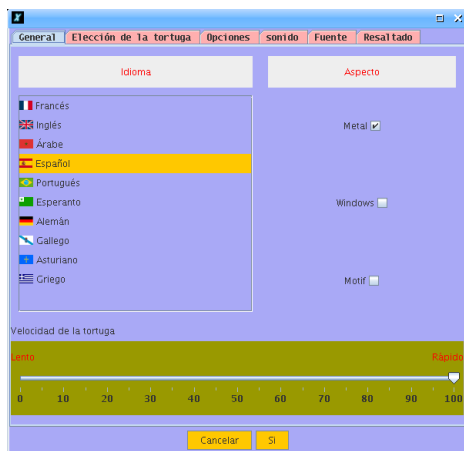 General Elección de la tortuga Opciones sonido Fuente Resaltado
Idioma
Aspecto
Francés
Inglés
Árabe
Español
Portugués
Esperanto
Alemán
Gallego
Asturiano
Griego
Metal
Windows
Motif
Velocidad de la tortuga
Lento Rápido
0 10 20 30 40 50 60 70 80 90 100
Cancelar Sì